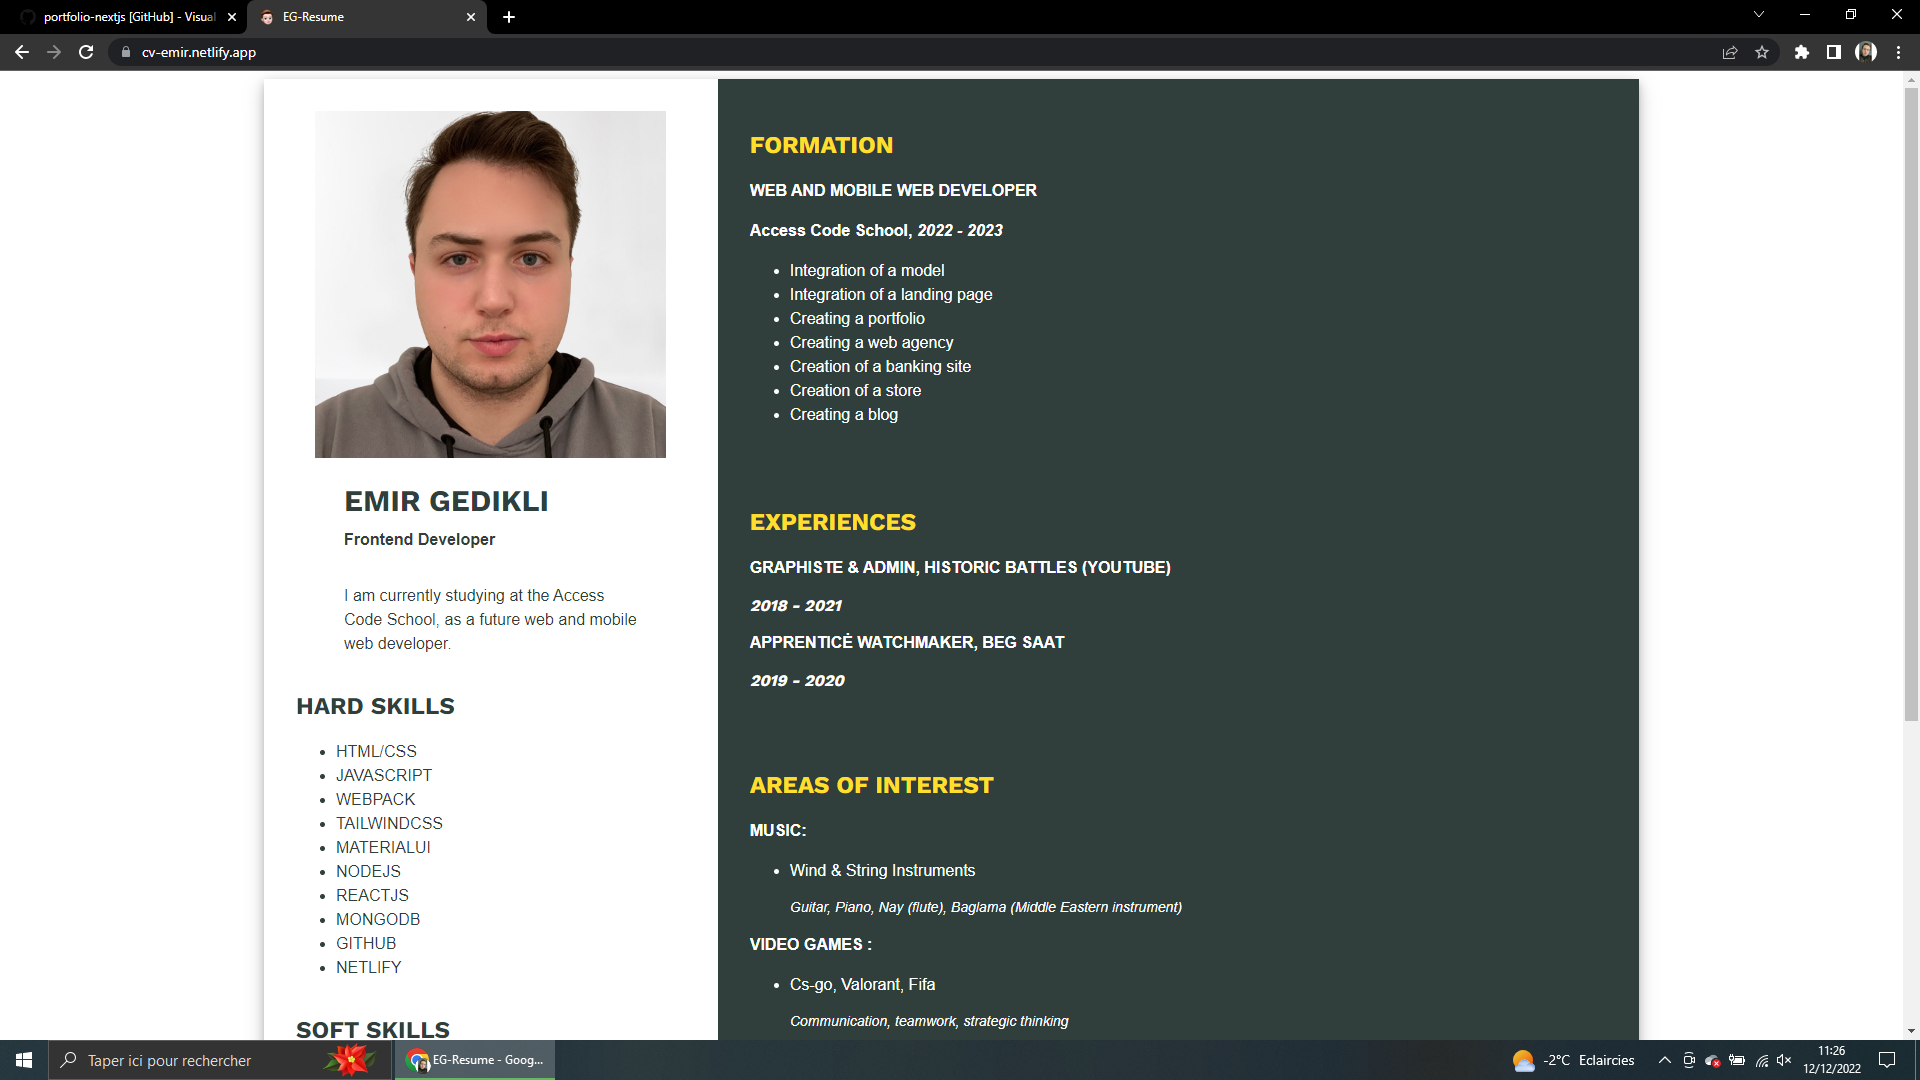 portfolio-nextjs [GitHub] - Visual
EG-Resume
cv-emir.netlify.app
EMIR GEDIKLI
Frontend Developer
I am currently studying at the Access
Code School, as a future web and mobile
web developer.
HARD SKILLS
HTML/CSS
JAVASCRIPT
WEBPACK
TAILWINDCSS
MATERIALUI
NODEJS
REACTJS
MONGODB
GITHUB
NETLIFY
SOFT SKILLS
FORMATION
WEB AND MOBILE WEB DEVELOPER
Access Code School, 2022 - 2023
Integration of a model
Integration of a landing page
Creating a portfolio
Creating a web agency
Creation of a banking site
Creation of a store
Creating a blog
EXPERIENCES
GRAPHISTE & ADMIN, HISTORIC BATTLES (YOUTUBE)
2018 - 2021
APPRENTICĖ WATCHMAKER, BEG SAAT
2019 - 2020
AREAS OF INTEREST
MUSIC:
Wind & String Instruments
Guitar, Piano, Nay (flute), Baglama (Middle Eastern instrument)
VIDEO GAMES :
Cs-go, Valorant, Fifa
Communication, teamwork, strategic thinking
Taper ici pour rechercher
EG-Resume - Goog...
-2°C Eclaircies
11:26
12/12/2022